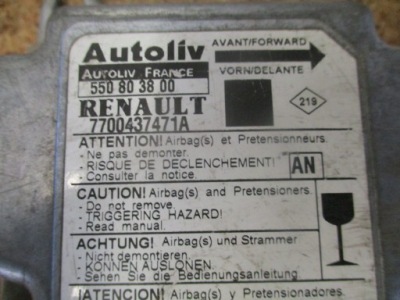 Autoliv
AVANT/FORWARD
AUTOLIV FRANCE
VORN/DELANTE
550 80 38 00
RENAULT
219
7700437471A
ATTENTION! Airbag(s) et Pretensionneurs.
- Ne pas demonter.
- RISQUE DE DECLENCHEMENT!
AN
- Consulter la notice.
CAUTION! Airbag(s) and Pretensioners.
- Do not remove.
- TRIGGERING HAZARD!
- Read manual.
ACHTUNG! Airbag(s) und Strammer
- Nicht demontieren.
- KONNEN AUSLONEN.
- Sehen Sie die Bedienungsanleitung
¡ATENCION! Airbag(s) y Pretensionadores.